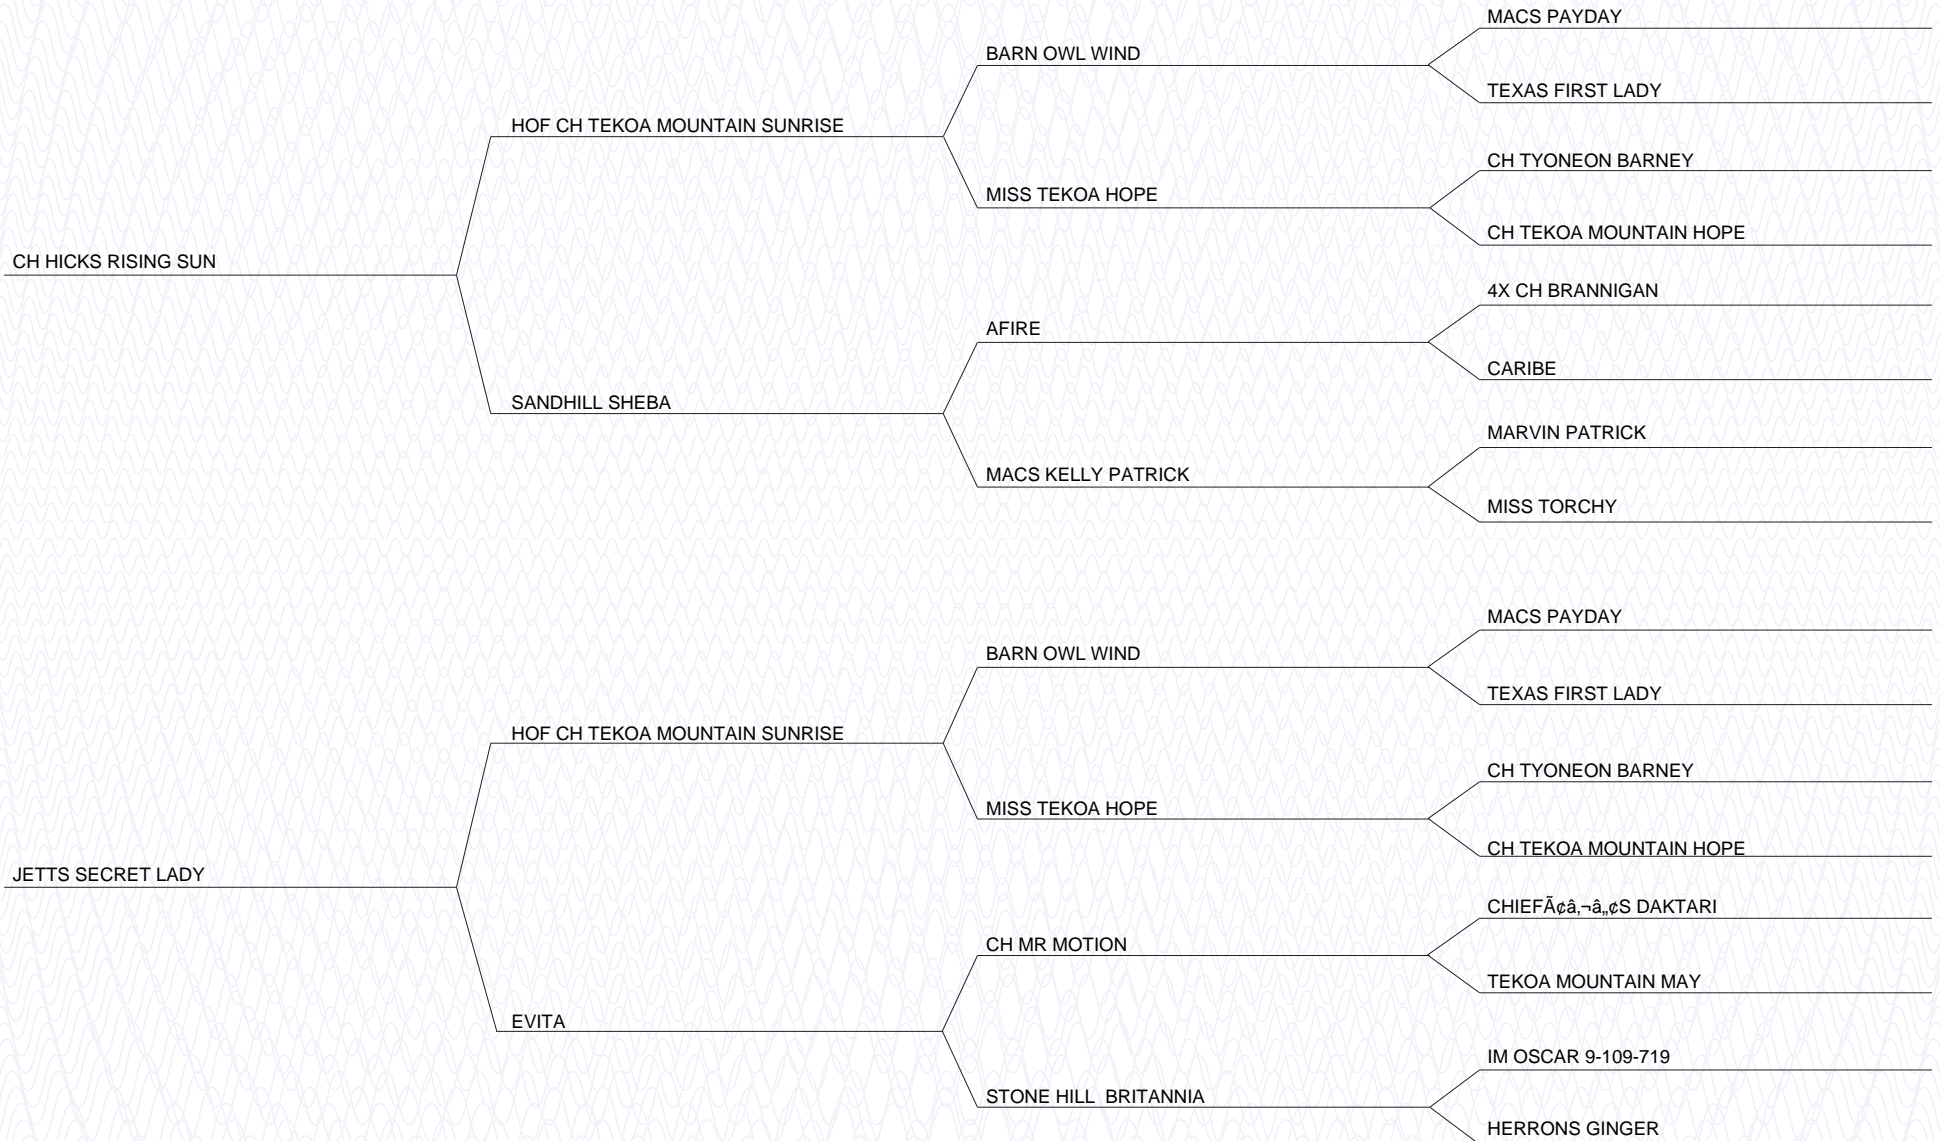 MACS PAYDAY
BARN OWL WIND
TEXAS FIRST LADY
HOF CH TEKOA MOUNTAIN SUNRISE
CH TYONEON BARNEY
MISS TEKOA HOPE
CH TEKOA MOUNTAIN HOPE
CH HICKS RISING SUN
4X CH BRANNIGAN
AFIRE
CARIBE
SANDHILL SHEBA
MARVIN PATRICK
MACS KELLY PATRICK
MISS TORCHY
MACS PAYDAY
BARN OWL WIND
TEXAS FIRST LADY
HOF CH TEKOA MOUNTAIN SUNRISE
CH TYONEON BARNEY
MISS TEKOA HOPE
CH TEKOA MOUNTAIN HOPE
JETTS SECRET LADY
CHIEFÃ¢â‚¬â„¢S DAKTARI
CH MR MOTION
TEKOA MOUNTAIN MAY
EVITA
IM OSCAR 9-109-719
STONE HILL  BRITANNIA
HERRONS GINGER